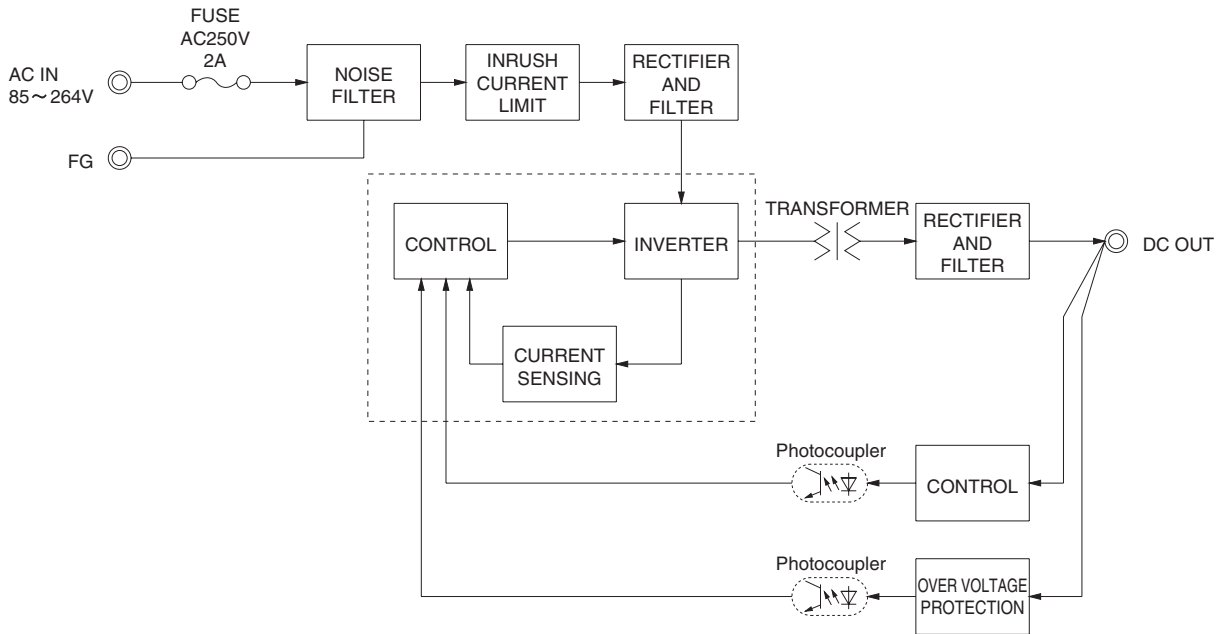 FUSE
AC250V
2A
AC IN
85～264V
NOISE
FILTER
INRUSH
CURRENT
LIMIT
RECTIFIER
AND
FILTER
FG
CONTROL
INVERTER
TRANSFORMER
RECTIFIER
AND
FILTER
DC OUT
CURRENT
SENSING
Photocoupler
CONTROL
Photocoupler
OVER VOLTAGE
PROTECTION